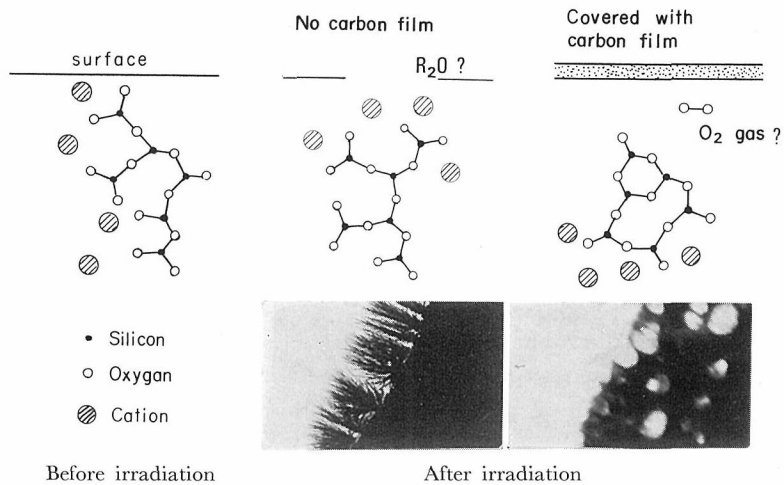 surface
No carbon film
R₂O ?
Covered with
carbon film
O₂ gas ?
Silicon
Oxygan
Cation
Before irradiation
After irradiation